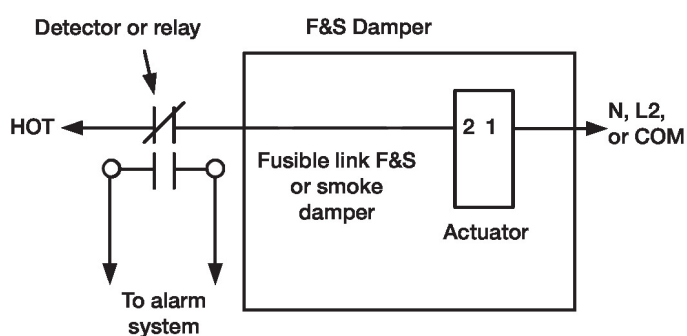 Detector or relay
F&S Damper
HOT
2 1
N, L2,
or COM
Fusible link F&S
or smoke
damper
Actuator
To alarm
system